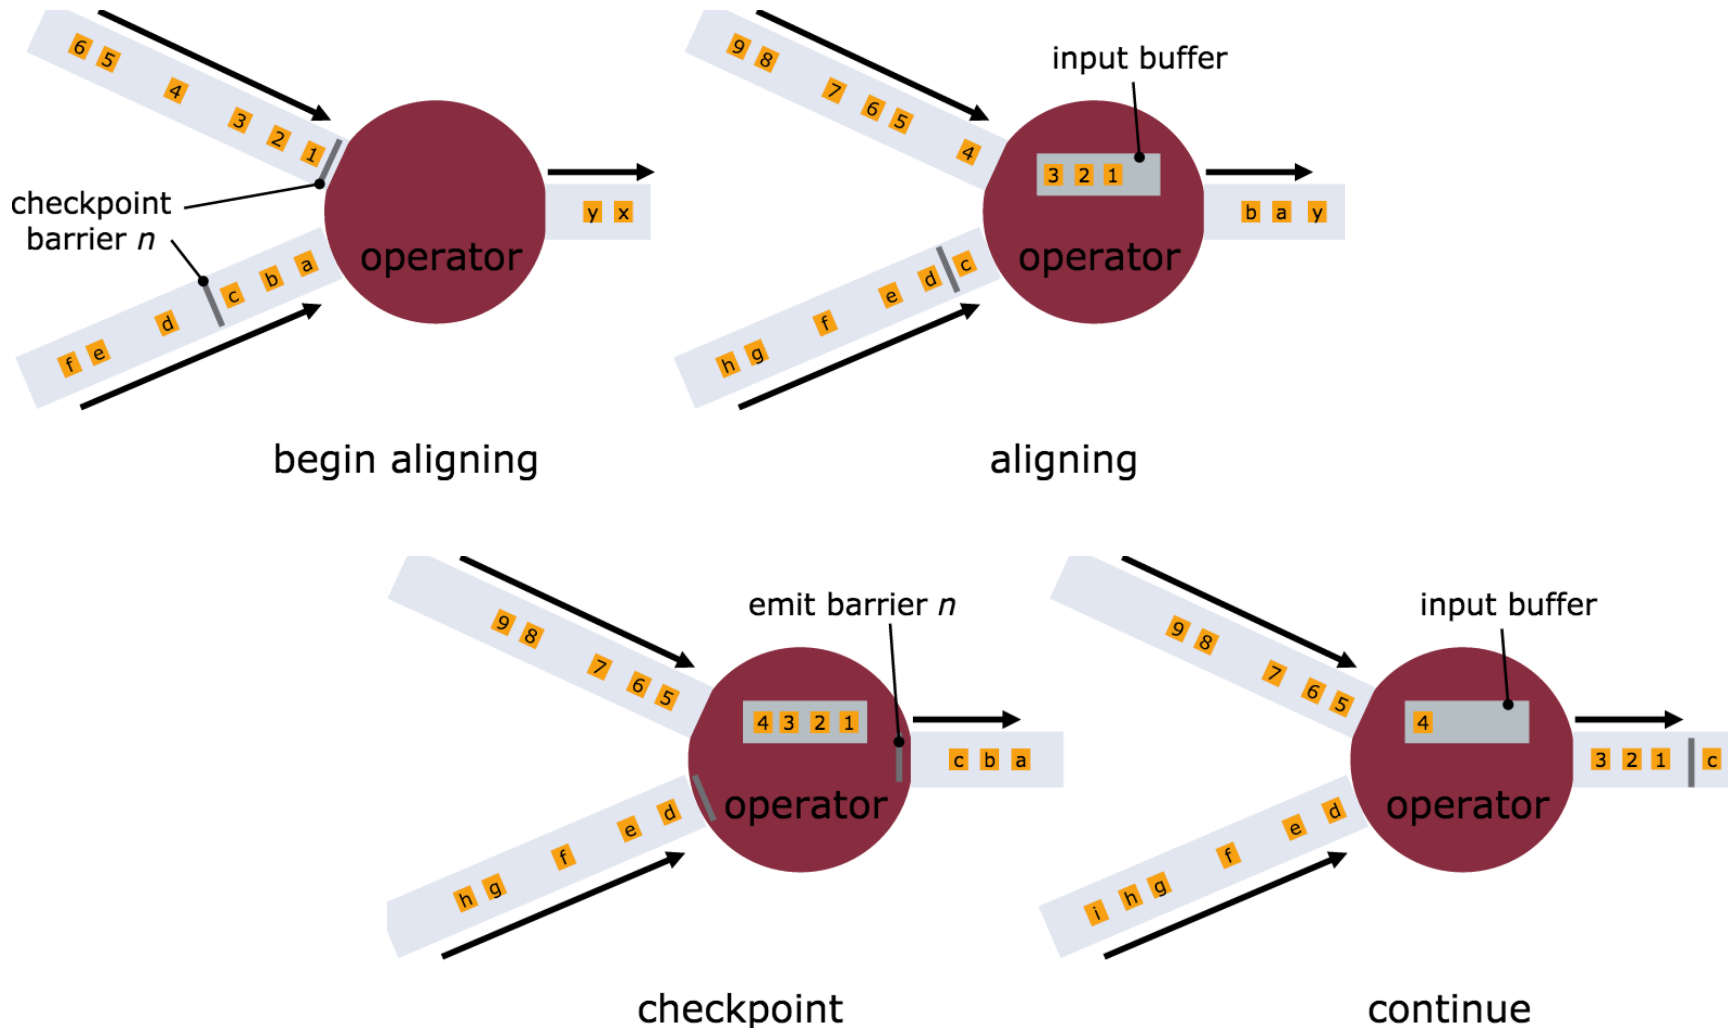 6 5 4 3 2 1
checkpoint
barrier n
f e d c b a
operator
y x
begin aligning
9 8 7 6 5 4
input buffer
3 2 1
h g f e d c
operator
b a y
aligning
9 8 7 6 5
emit barrier n
4 3 2 1
h g f e d
operator
c b a
checkpoint
9 8 7 6 5
input buffer
4
i h g f e d
operator
3 2 1 c
continue